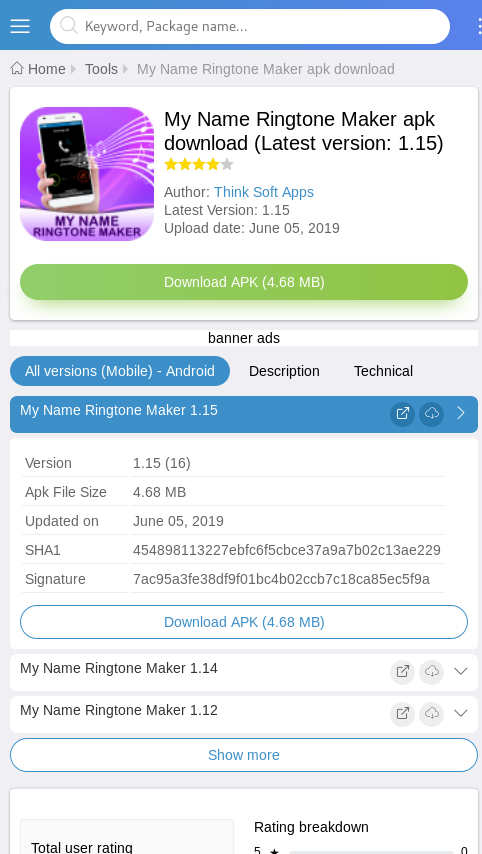 Keyword, Package name...
Home Tools My Name Ringtone Maker apk download
My Name Ringtone Maker apk
download (Latest version: 1.15)
MY NAME
RINGTONE MAKER
Author: Think Soft Apps
Latest Version: 1.15
Upload date: June 05, 2019
Download APK (4.68 MB)
banner ads
All versions (Mobile) - Android Description Technical
My Name Ringtone Maker 1.15
Version 1.15 (16)
Apk File Size 4.68 MB
Updated on June 05, 2019
SHA1 454898113227ebfc6f5cbce37a9a7b02c13ae229
Signature 7ac95a3fe38df9f01bc4b02ccb7c18ca85ec5f9a
Download APK (4.68 MB)
My Name Ringtone Maker 1.14
My Name Ringtone Maker 1.12
Show more
Rating breakdown
Total user rating
5 ★ 0